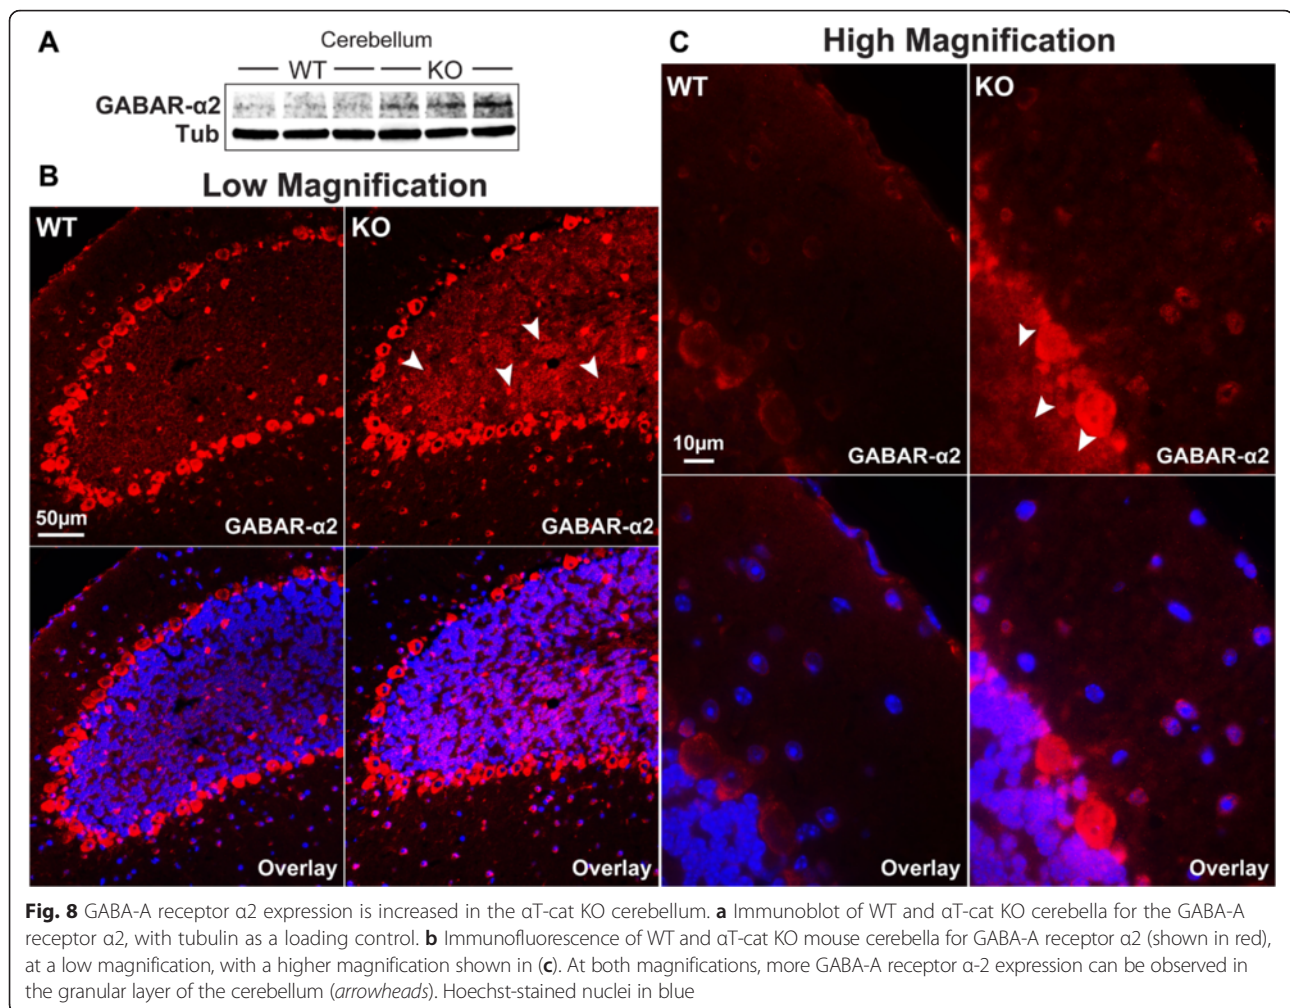 A
Cerebellum
WT
KO
GABAR-α2
Tub
B
Low Magnification
WT
KO
50μm
GABAR-α2
GABAR-α2
Overlay
Overlay
C
High Magnification
WT
KO
10μm
GABAR-α2
GABAR-α2
Overlay
Overlay
Fig. 8 GABA-A receptor α2 expression is increased in the αT-cat KO cerebellum. a Immunoblot of WT and αT-cat KO cerebella for the GABA-A
receptor α2, with tubulin as a loading control. b Immunofluorescence of WT and αT-cat KO mouse cerebella for GABA-A receptor α2 (shown in red),
at a low magnification, with a higher magnification shown in (c). At both magnifications, more GABA-A receptor α-2 expression can be observed in
the granular layer of the cerebellum (arrowheads). Hoechst-stained nuclei in blue